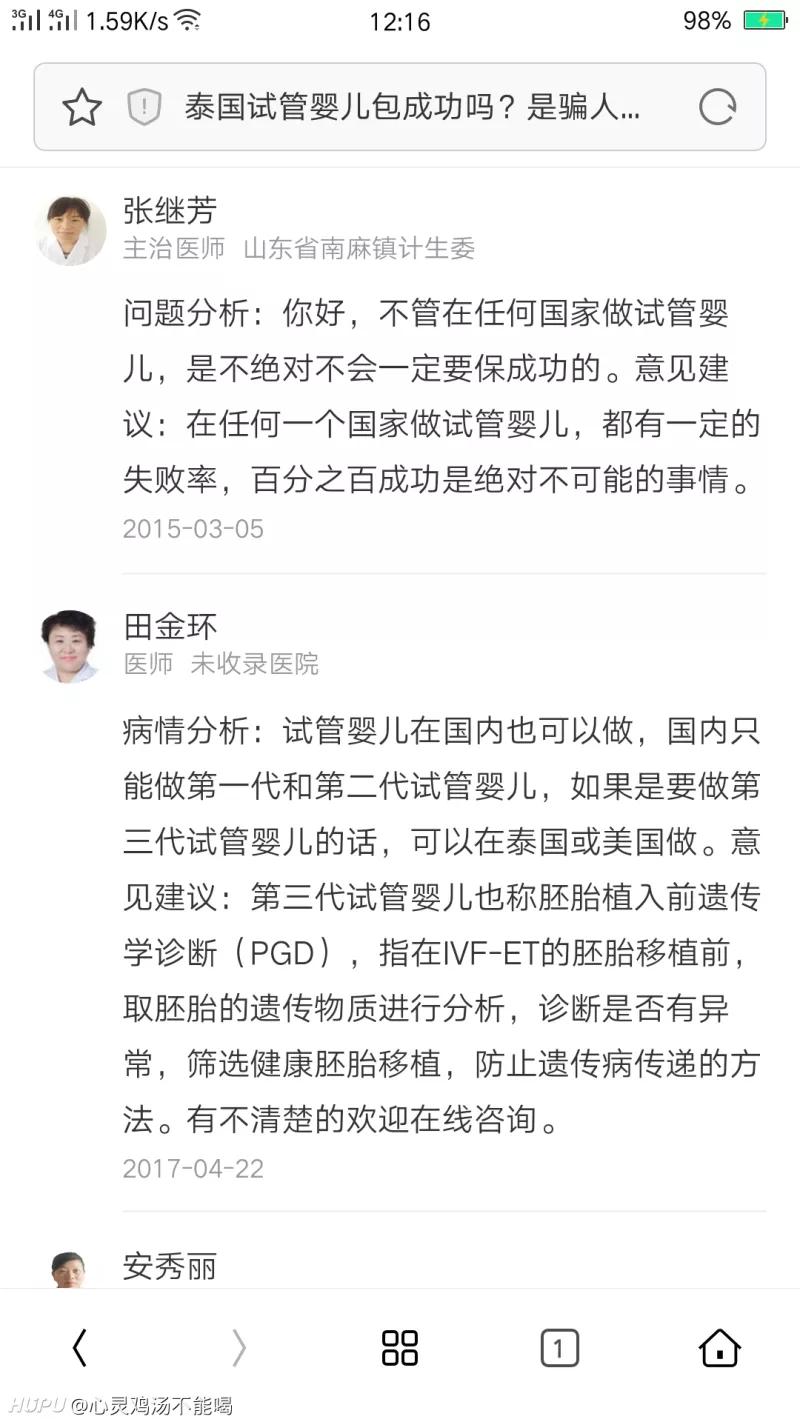 3G 4G 1.59K/s 12:16 98%
泰国试管婴儿包成功吗？是骗人...
张继芳
主治医师 山东省南麻镇计生委
问题分析：你好，不管在任何国家做试管婴
儿，是不绝对不会一定要保成功的。意见建
议：在任何一个国家做试管婴儿，都有一定的
失败率，百分之百成功是绝对不可能的事情。
2015-03-05
田金环
医师 未收录医院
病情分析：试管婴儿在国内也可以做，国内只
能做第一代和第二代试管婴儿，如果是要做第
三代试管婴儿的话，可以在泰国或美国做。意
见建议：第三代试管婴儿也称胚胎植入前遗传
学诊断（PGD），指在IVF-ET的胚胎移植前，
取胚胎的遗传物质进行分析，诊断是否有异
常，筛选健康胚胎移植，防止遗传病传递的方
法。有不清楚的欢迎在线咨询。
2017-04-22
安秀丽
1
HUPU @心灵鸡汤不能喝